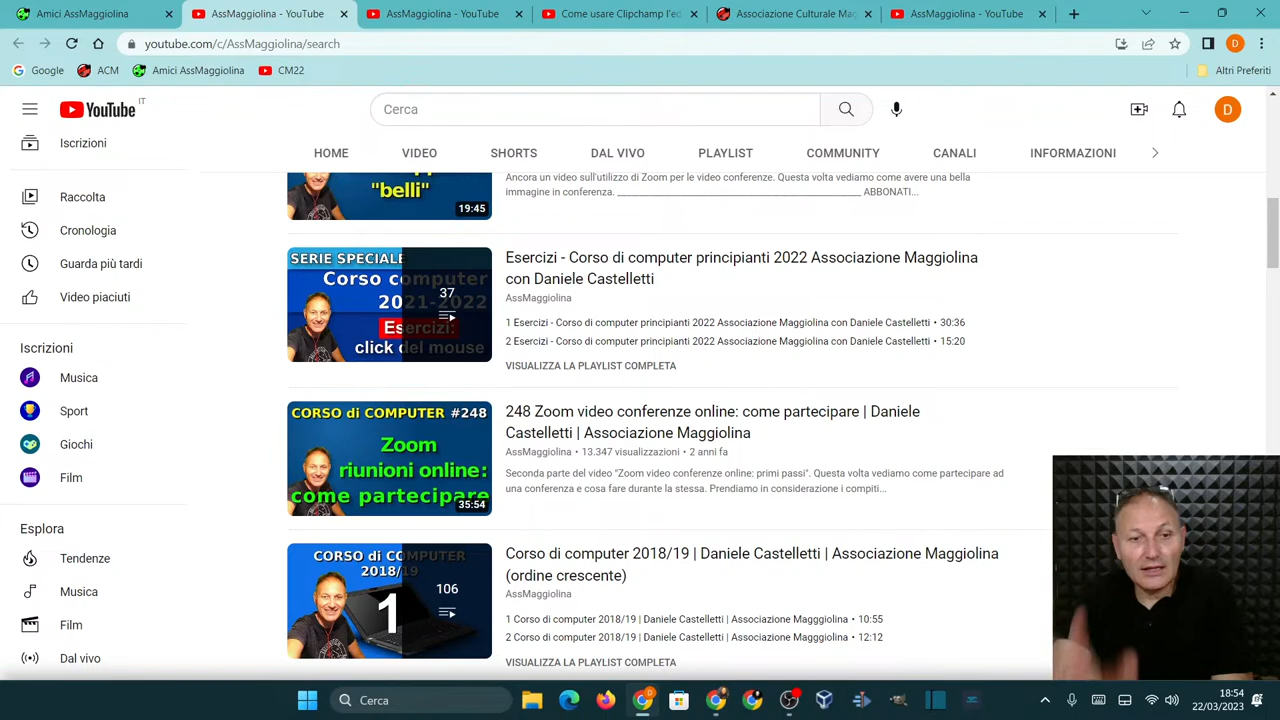 Amici AssMaggiolina
AssMaggiolina - YouTube
AssMaggiolina - YouTube
Come usare Clipchamp l'ed
Associazione Culturale Mag
AssMaggiolina - YouTube
youtube.com/c/AssMaggiolina/search
D
Google
ACM
Amici AssMaggiolina
CM22
Altri Preferiti
YouTube
IT
Cerca
D
HOME
VIDEO
SHORTS
DAL VIVO
PLAYLIST
COMMUNITY
CANALI
INFORMAZIONI
Iscrizioni
Raccolta
Cronologia
Guarda più tardi
Video piaciuti
Iscrizioni
Musica
Sport
Giochi
Film
Esplora
Tendenze
Musica
Film
Dal vivo
"belli"
19:45
Ancora un video sull'utilizzo di Zoom per le video conferenze. Questa volta vediamo come avere una bella
immagine in conferenza. ________________________________________ ABBONATI...
SERIE SPECIALE
Corso computer
2021-2022
Esercizi:
click del mouse
37
Esercizi - Corso di computer principianti 2022 Associazione Maggiolina
con Daniele Castelletti
AssMaggiolina
1 Esercizi - Corso di computer principianti 2022 Associazione Maggiolina con Daniele Castelletti • 30:36
2 Esercizi - Corso di computer principianti 2022 Associazione Maggiolina con Daniele Castelletti • 15:20
VISUALIZZA LA PLAYLIST COMPLETA
CORSO di COMPUTER #248
Zoom
riunioni online:
come partecipare
35:54
248 Zoom video conferenze online: come partecipare | Daniele
Castelletti | Associazione Maggiolina
AssMaggiolina • 13.347 visualizzazioni • 2 anni fa
Seconda parte del video "Zoom video conferenze online: primi passi". Questa volta vediamo come partecipare ad
una conferenza e cosa fare durante la stessa. Prendiamo in considerazione i compiti...
CORSO di COMPUTER
2018/19
1
106
Corso di computer 2018/19 | Daniele Castelletti | Associazione Maggiolina
(ordine crescente)
AssMaggiolina
1 Corso di computer 2018/19 | Daniele Castelletti | Associazione Magggiolina • 10:55
2 Corso di computer 2018/19 | Daniele Castelletti | Associazione Magggiolina • 12:12
VISUALIZZA LA PLAYLIST COMPLETA
Cerca
18:54
22/03/2023